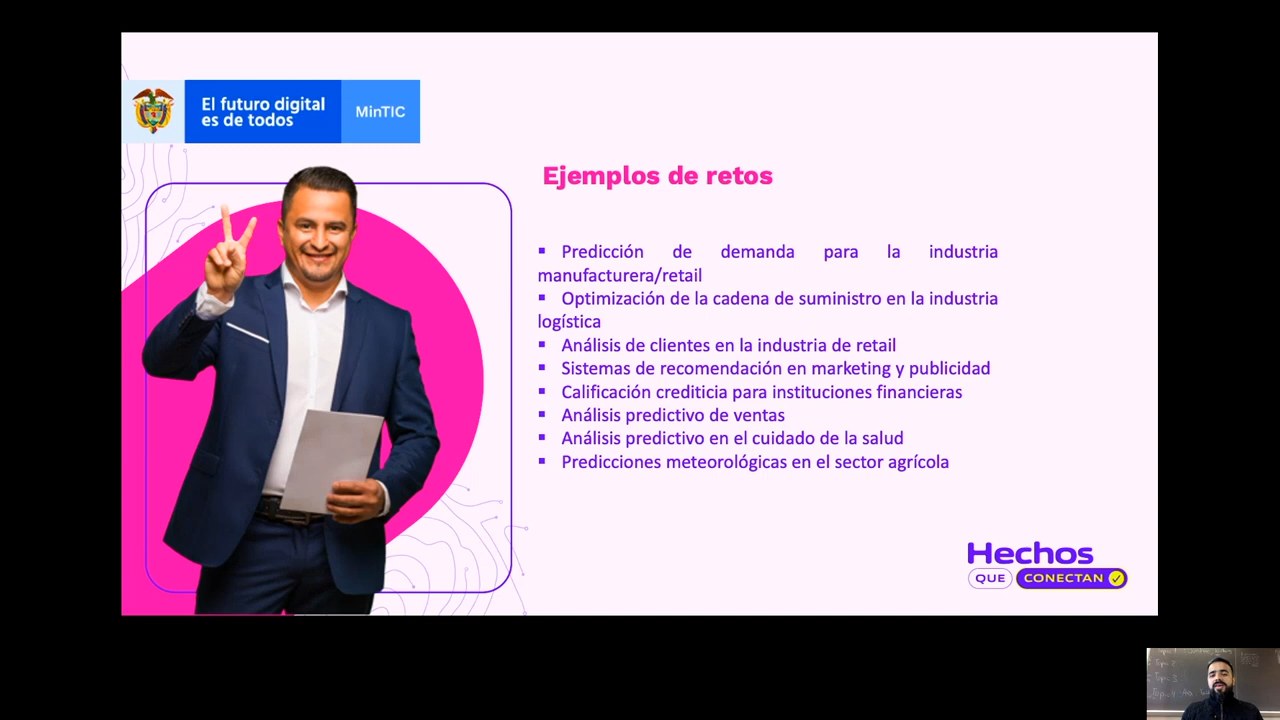 El futuro digital
es de todos
MinTIC
Ejemplos de retos
▪ Predicción de demanda para la industria
manufacturera/retail
▪ Optimización de la cadena de suministro en la industria
logística
▪ Análisis de clientes en la industria de retail
▪ Sistemas de recomendación en marketing y publicidad
▪ Calificación crediticia para instituciones financieras
▪ Análisis predictivo de ventas
▪ Análisis predictivo en el cuidado de la salud
▪ Predicciones meteorológicas en el sector agrícola
Hechos
QUE CONECTAN